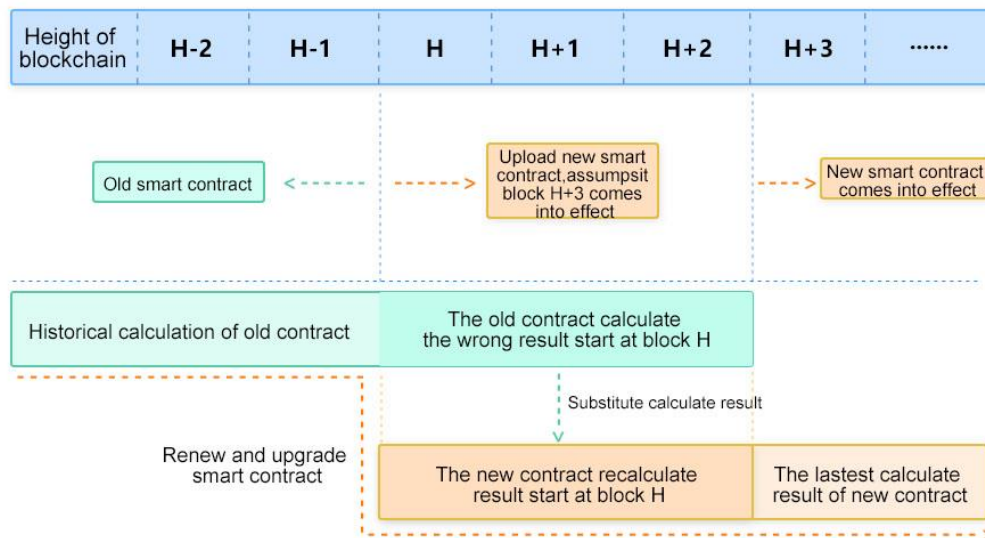 Height of
blockchain
H-2
H-1
H
H+1
H+2
H+3
······
Old smart contract
Upload new smart
contract,assumpsit
block H+3 comes
into effect
New smart contract
comes into effect
Historical calculation of old contract
The old contract calculate
the wrong result start at block H
Substitute calculate result
Renew and upgrade
smart contract
The new contract recalculate
result start at block H
The lastest calculate
result of new contract